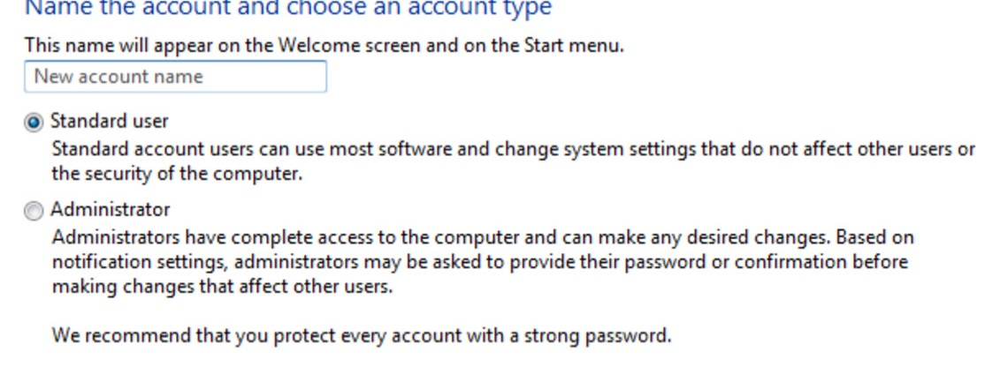 Name the account and choose an account type
This name will appear on the Welcome screen and on the Start menu.
New account name
Standard user
Standard account users can use most software and change system settings that do not affect other users or
the security of the computer.
Administrator
Administrators have complete access to the computer and can make any desired changes. Based on
notification settings, administrators may be asked to provide their password or confirmation before
making changes that affect other users.
We recommend that you protect every account with a strong password.